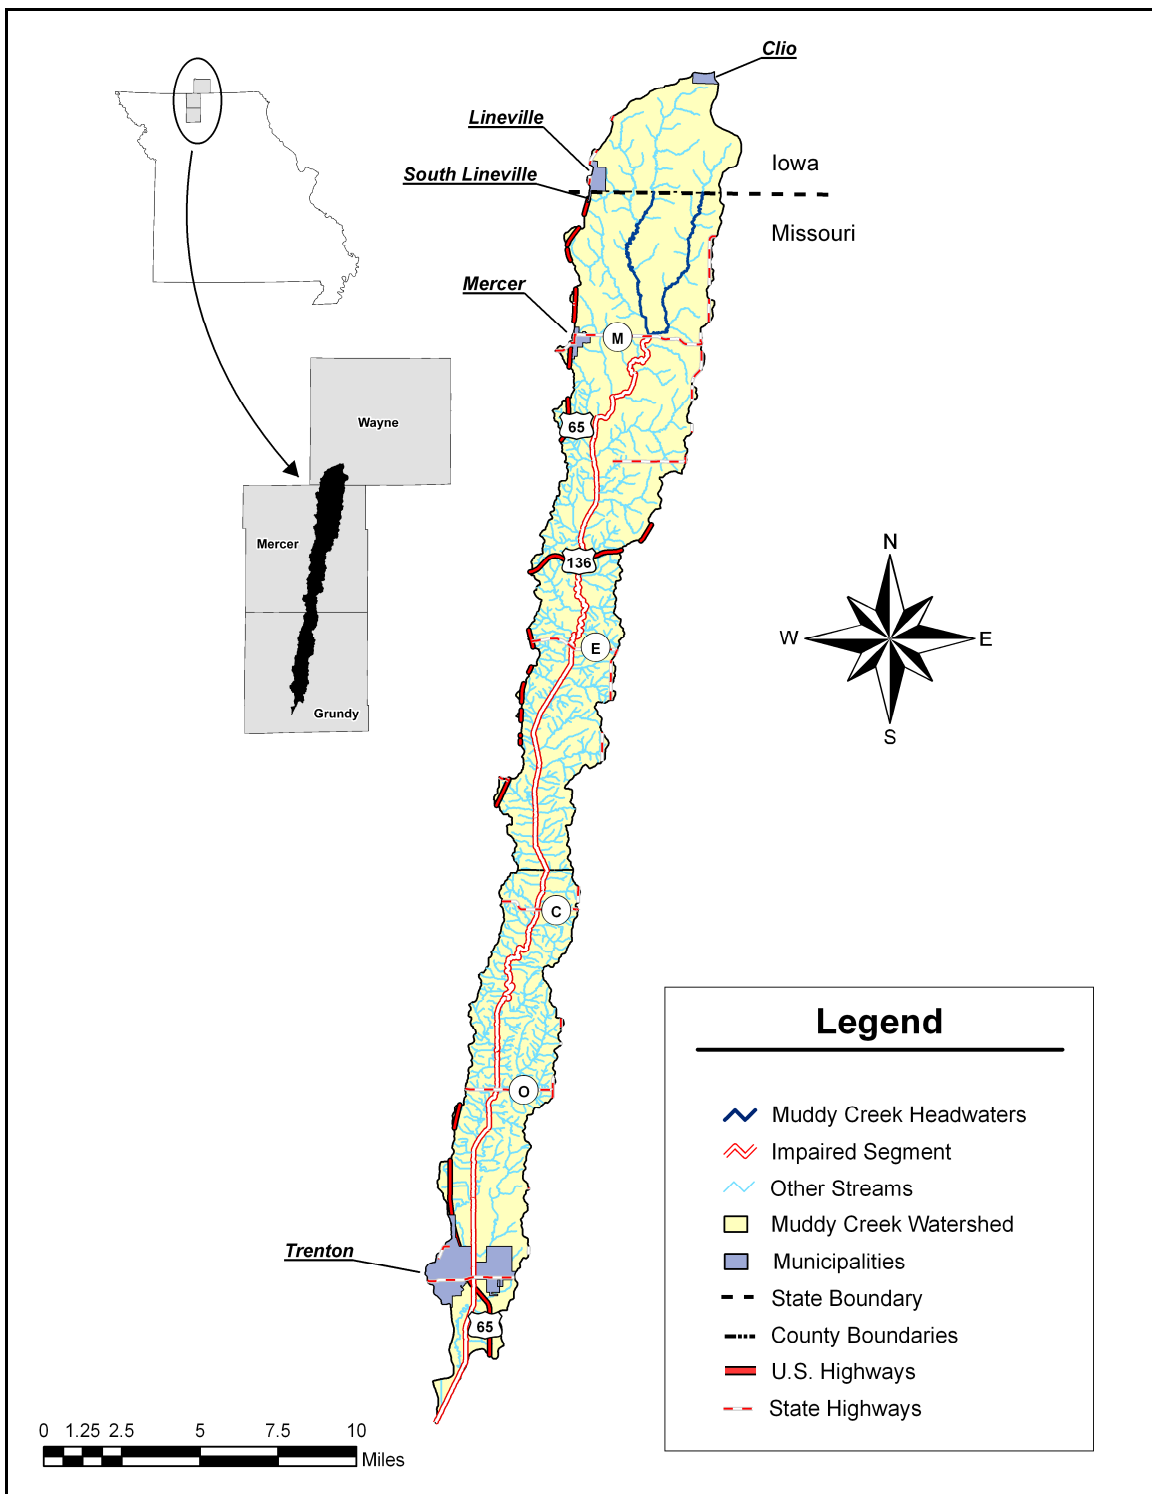 Clio
Lineville
South Lineville
Iowa
Missouri
Mercer
M
65
Wayne
Mercer
Grundy
136
E
N
W
E
S
C
O
Trenton
65
Legend
Muddy Creek Headwaters
Impaired Segment
Other Streams
Muddy Creek Watershed
Municipalities
State Boundary
County Boundaries
U.S. Highways
State Highways
0 1.25 2.5 5 7.5 10
Miles